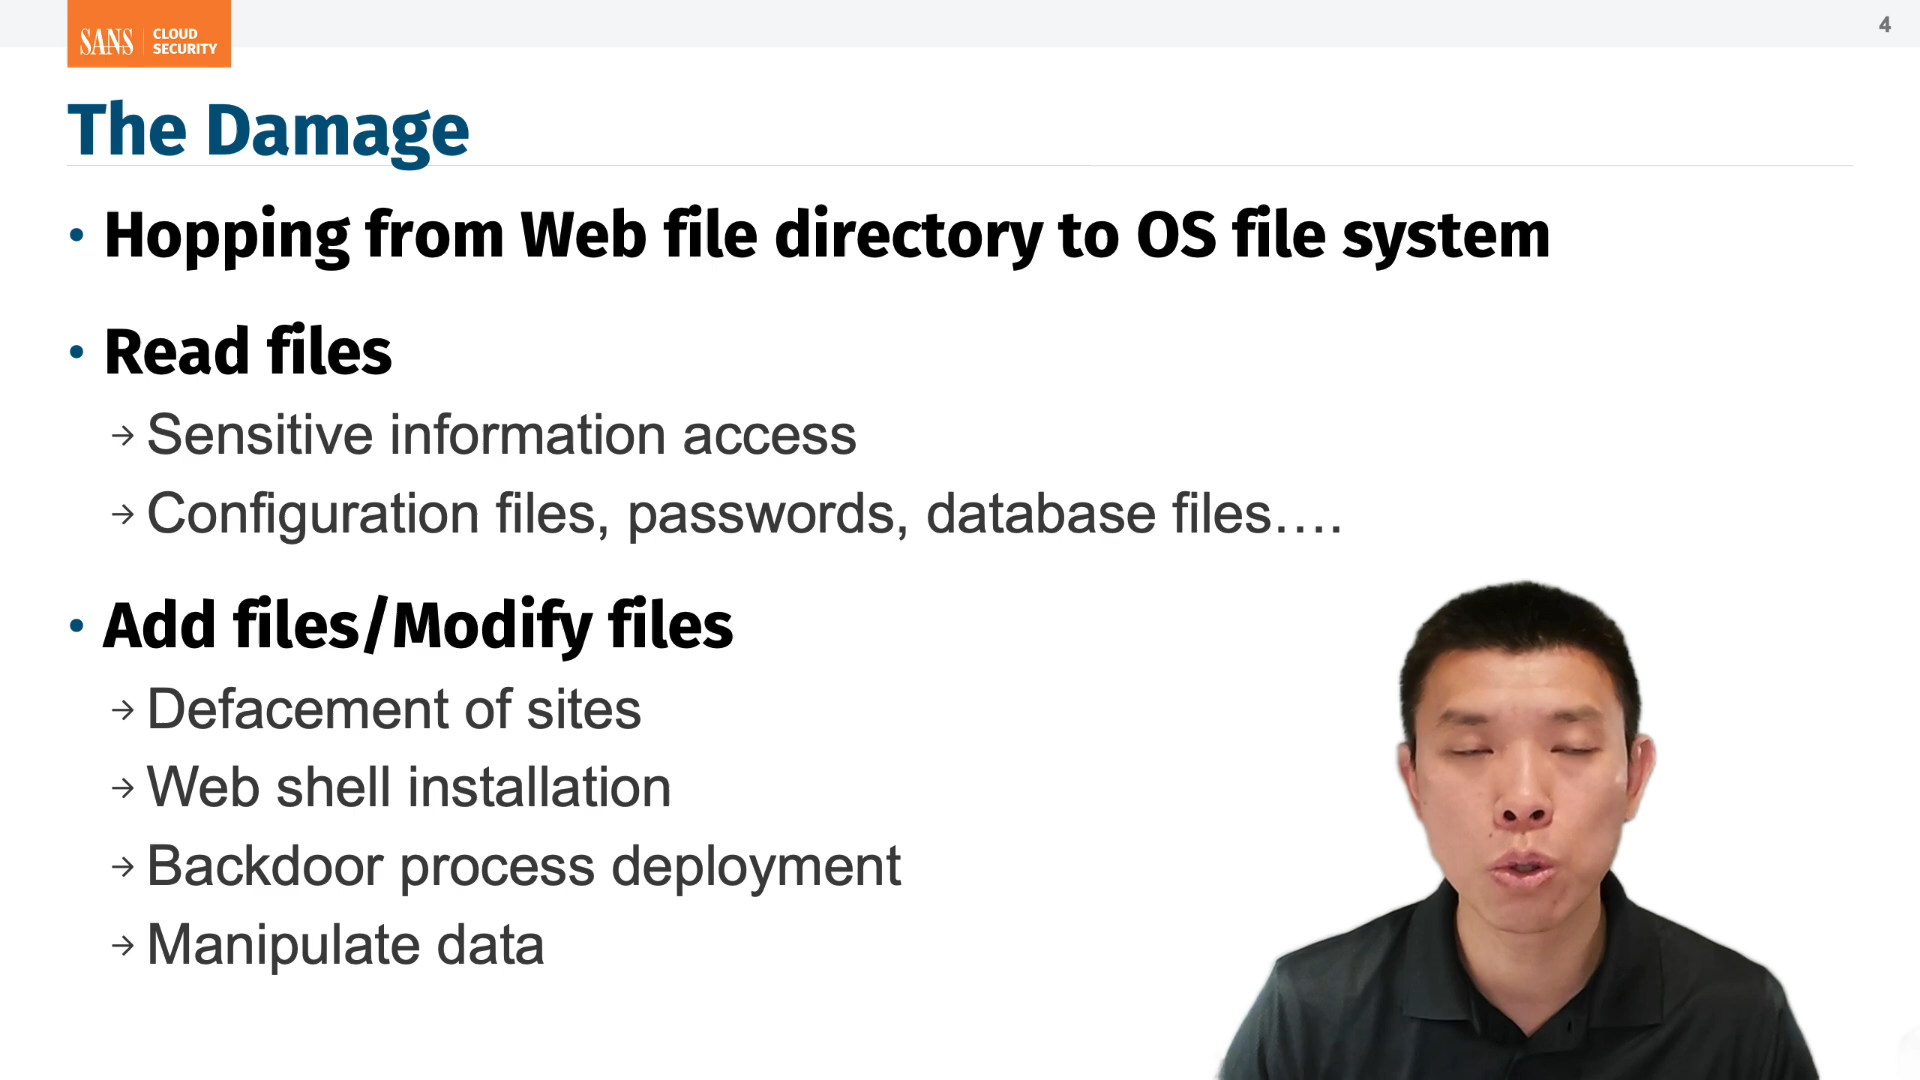 SANS CLOUD SECURITY
4
The Damage
• Hopping from Web file directory to OS file system
• Read files
→ Sensitive information access
→ Configuration files, passwords, database files….
• Add files/Modify files
→ Defacement of sites
→ Web shell installation
→ Backdoor process deployment
→ Manipulate data